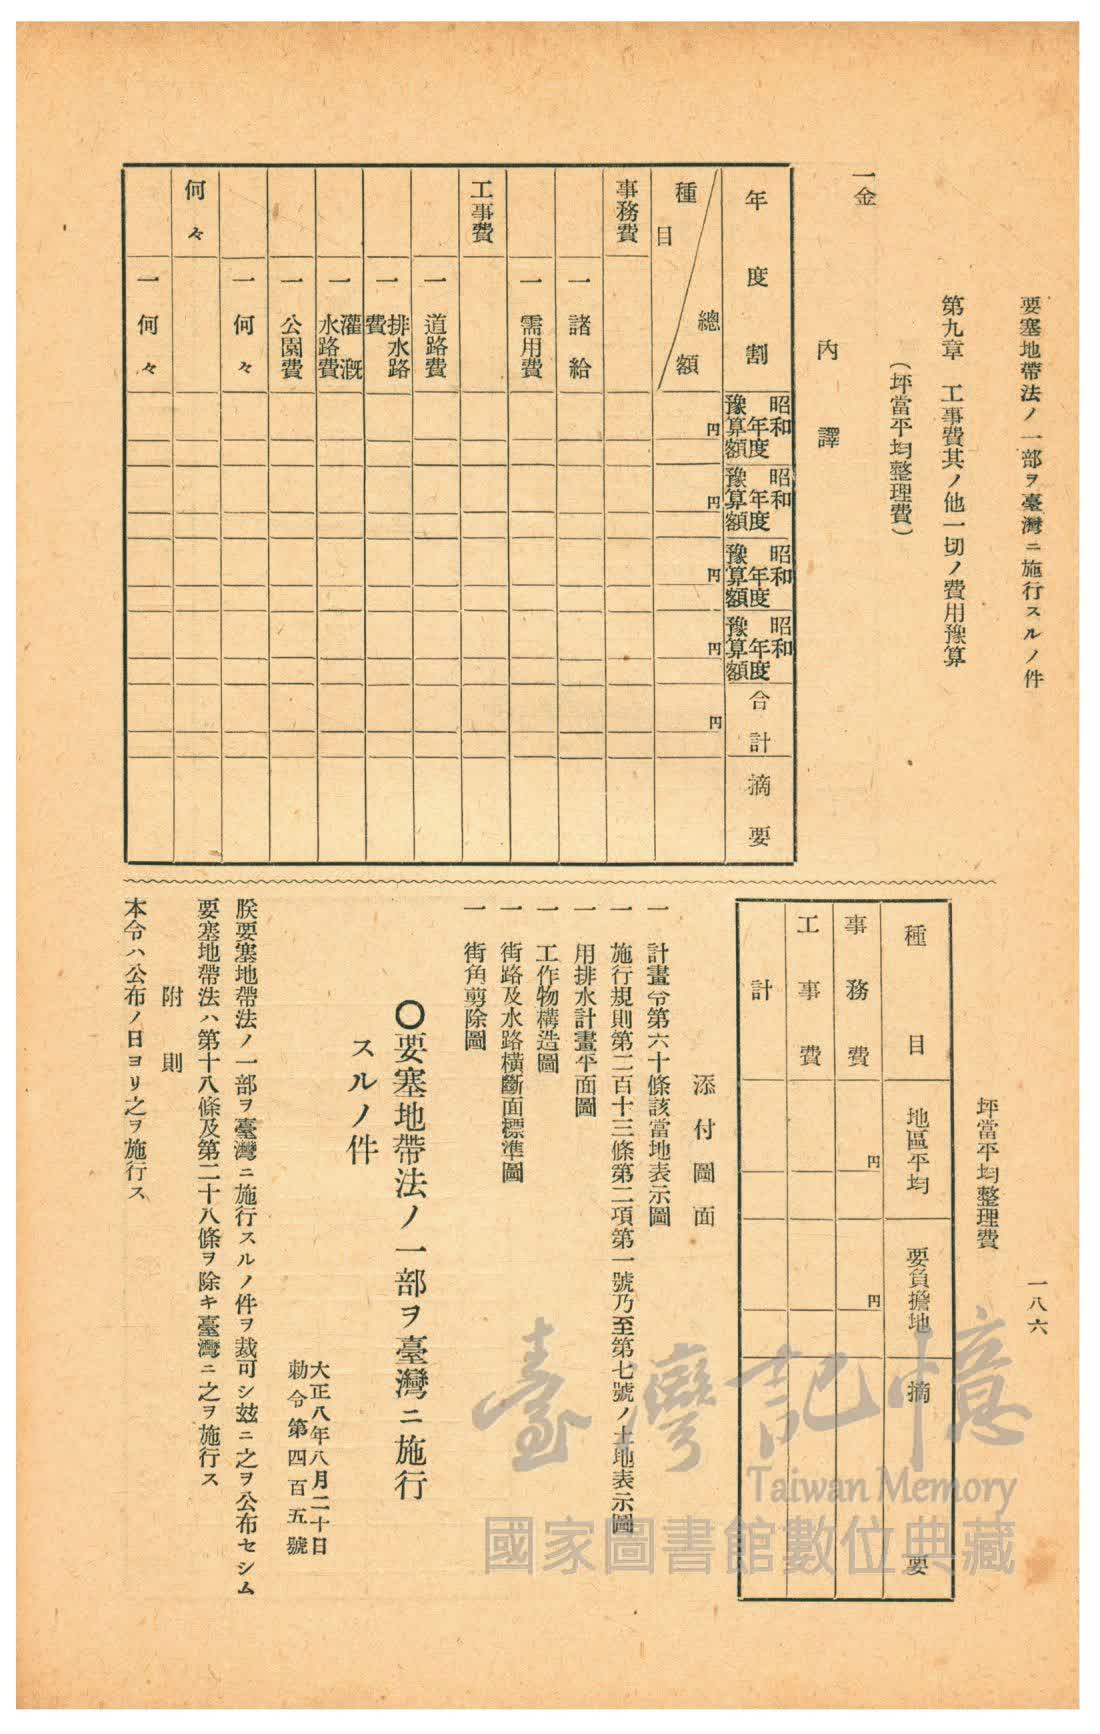 要塞地帶法ノ一部ヲ臺灣ニ施行スルノ件
一八六
第九章 工事費其ノ他一切ノ費用豫算
(坪當平均整理費)
一金
內譯
年度割
昭和 年度豫算額
昭和 年度豫算額
昭和 年度豫算額
昭和 年度豫算額
合計
摘要
種目
總額
円
円
円
円
円
事務費
一 諸給
一 需用費
工事費
一 道路費
一 排水路費
一 灌漑水路費
一 公園費
一 何々
何々
一 何々
坪當平均整理費
種目
地區平均
要負擔地
摘要
事務費
円
円
工事費
計
添付圖面
一 計畫令第六十條該當地表示圖
一 施行規則第二百十三條第二項第一號乃至第七號ノ土地表示圖
一 用排水計畫平面圖
一 工作物構造圖
一 街路及水路橫斷面標準圖
一 街角剪除圖
〇要塞地帶法ノ一部ヲ臺灣ニ施行
スルノ件
大正八年八月二十日
勅令第四百五號
朕要塞地帶法ノ一部ヲ臺灣ニ施行スルノ件ヲ裁可シ玆ニ之ヲ公布セシム
要塞地帶法ハ第十八條及第二十八條ヲ除キ臺灣ニ之ヲ施行ス
附則
本令ハ公布ノ日ヨリ之ヲ施行ス
臺灣記憶
Taiwan Memory
國家圖書館數位典藏